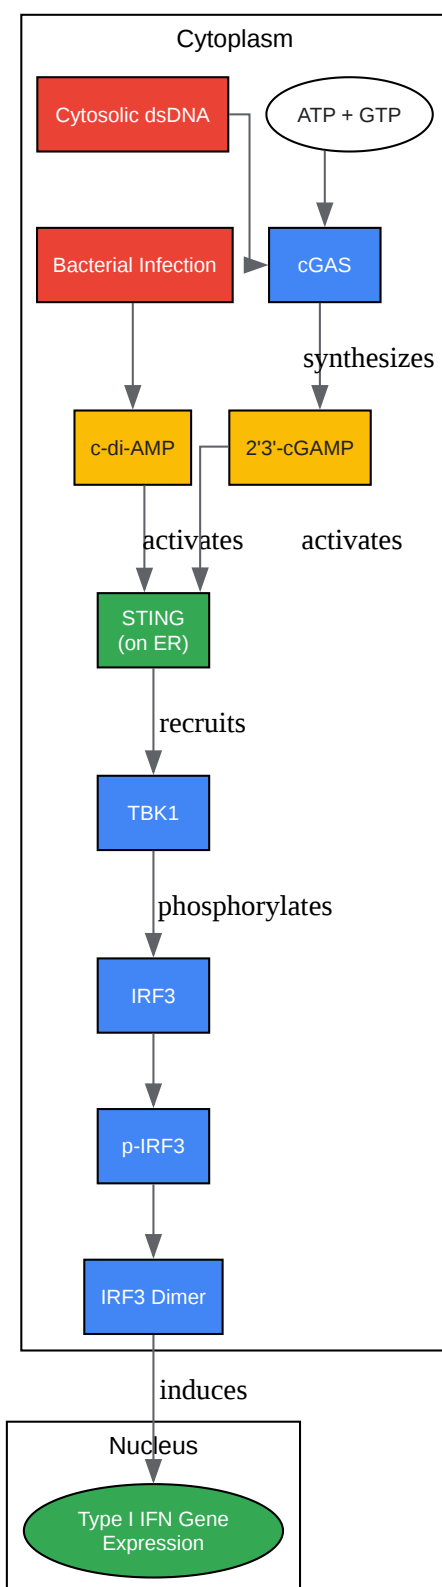 Cytoplasm
Cytosolic dsDNA
ATP + GTP
Bacterial Infection
cGAS
synthesizes
c-di-AMP
2'3'-cGAMP
activates
activates
STING
(on ER)
recruits
TBK1
phosphorylates
IRF3
p-IRF3
IRF3 Dimer
induces
Nucleus
Type I IFN Gene
Expression